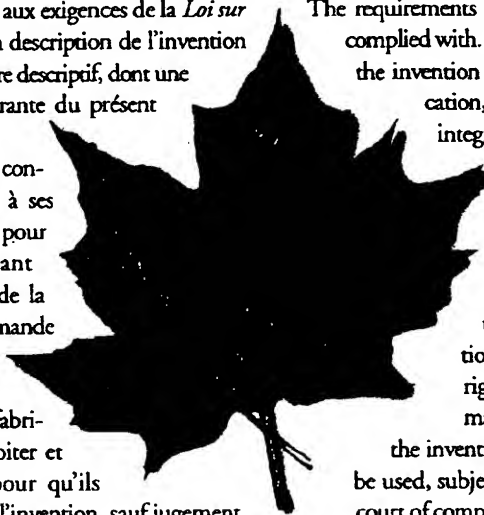 aux exigences de la Loi sur
description de l'invention
descriptif, dont une
rante du présent
con-
à ses
pour
ant
de la
mande
fabri-
oiter et
pour qu'ils
l'invention, sauf jugement
The requirements
complied with.
the invention
cation,
integ
tio
rig
ma
the invent
be used, subje
court of comp